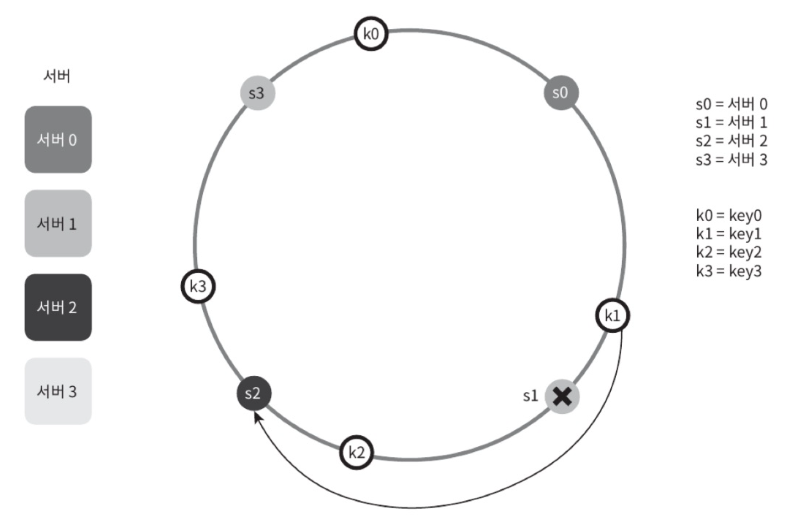 서버
서버 0
서버 1
서버 2
서버 3
k0
s3
s0
k3
k1
s2
s1
k2
s0 = 서버 0
s1 = 서버 1
s2 = 서버 2
s3 = 서버 3
k0 = key0
k1 = key1
k2 = key2
k3 = key3